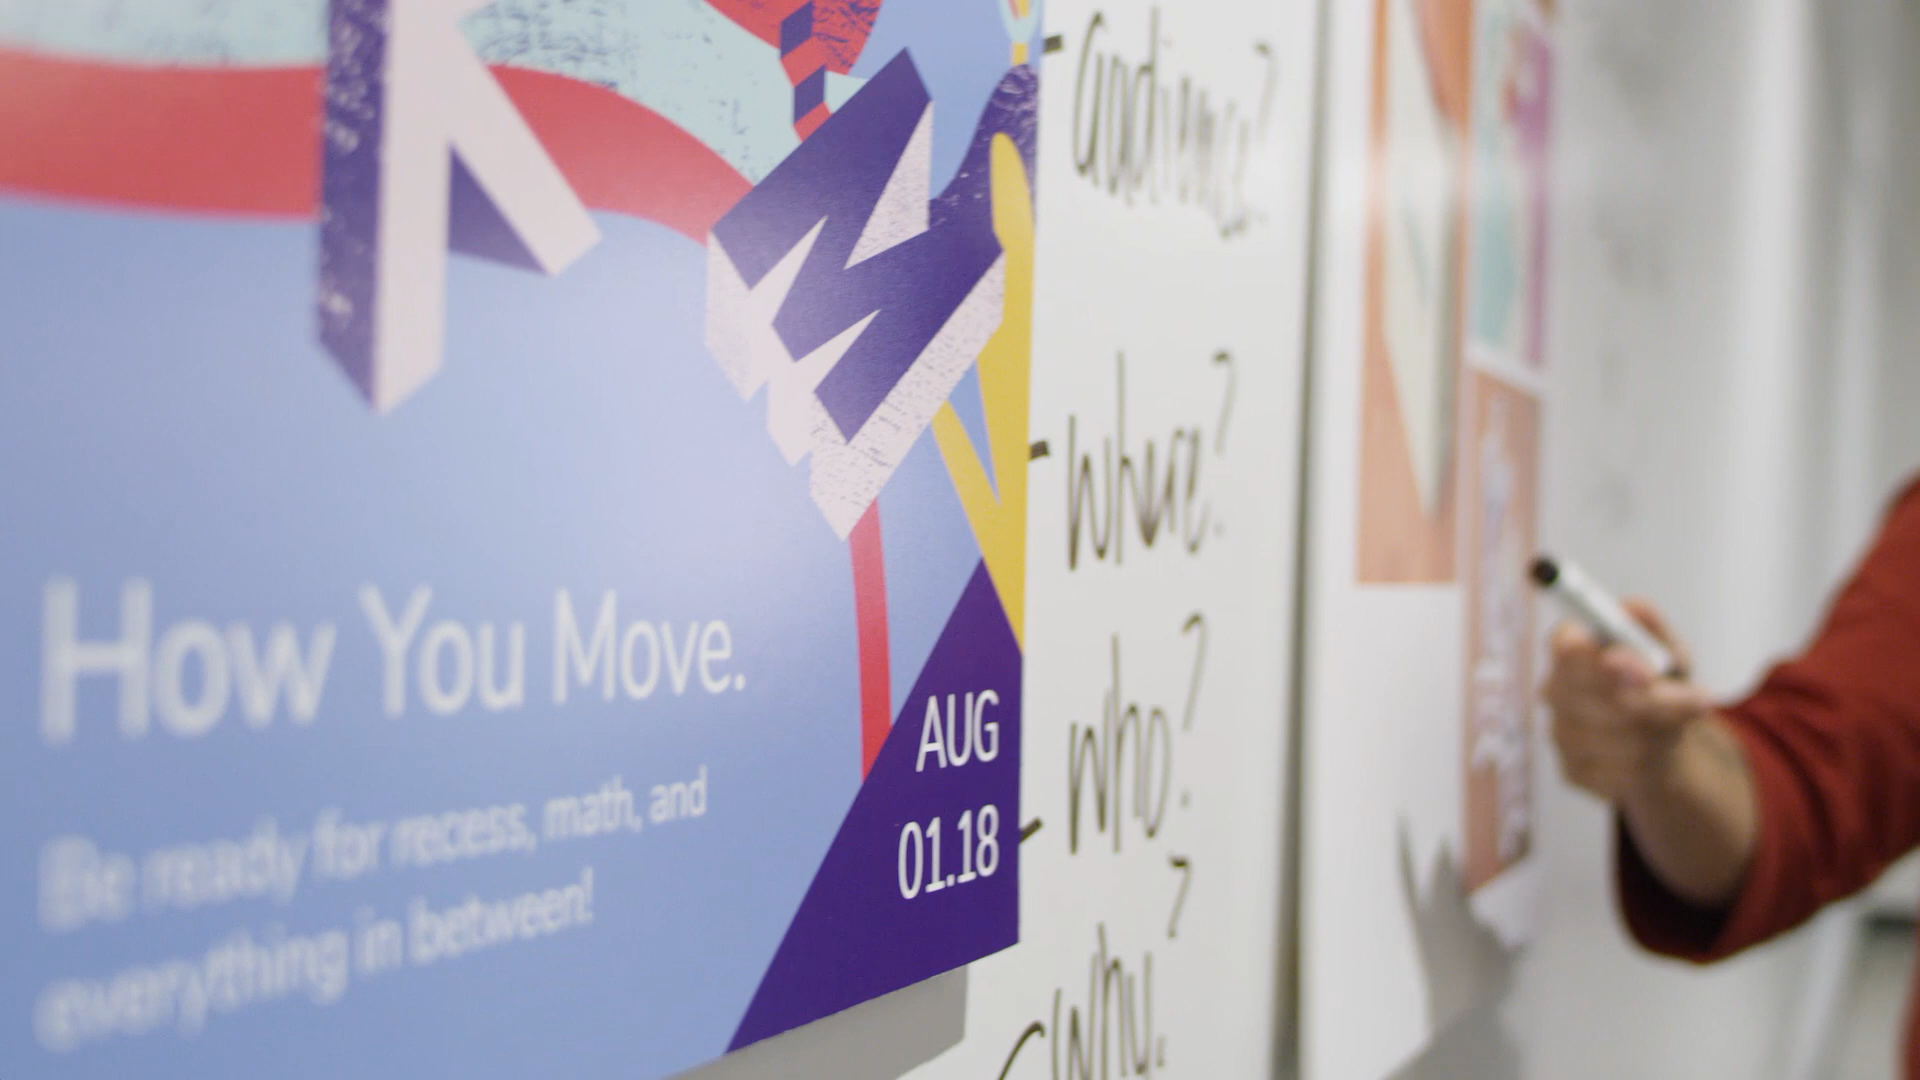 How You Move.
Be ready for recess, math, and
everything in between!
AUG
01.18
audience?
where?
who?
why?